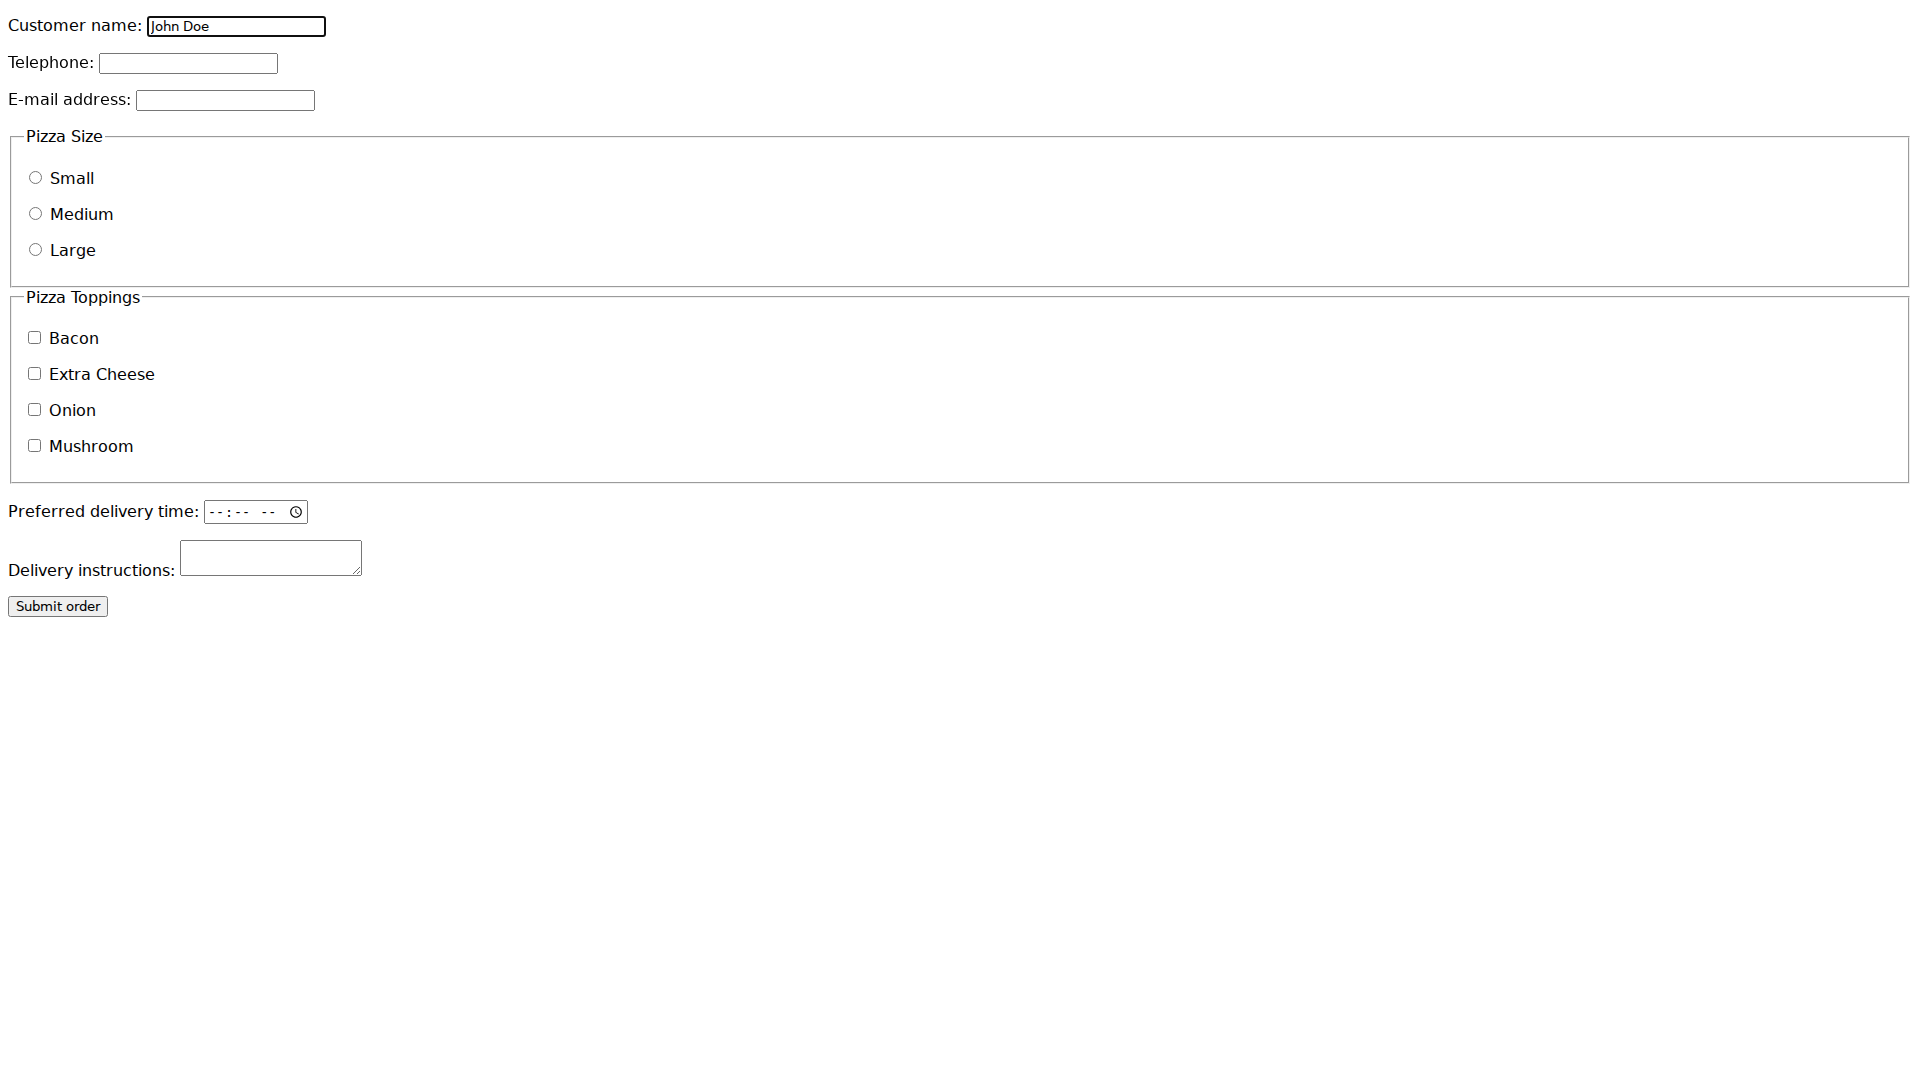 Customer name: John Doe
Telephone:
E-mail address:
Pizza Size
Small
Medium
Large
Pizza Toppings
Bacon
Extra Cheese
Onion
Mushroom
Preferred delivery time: --:-- --
Delivery instructions:
Submit order